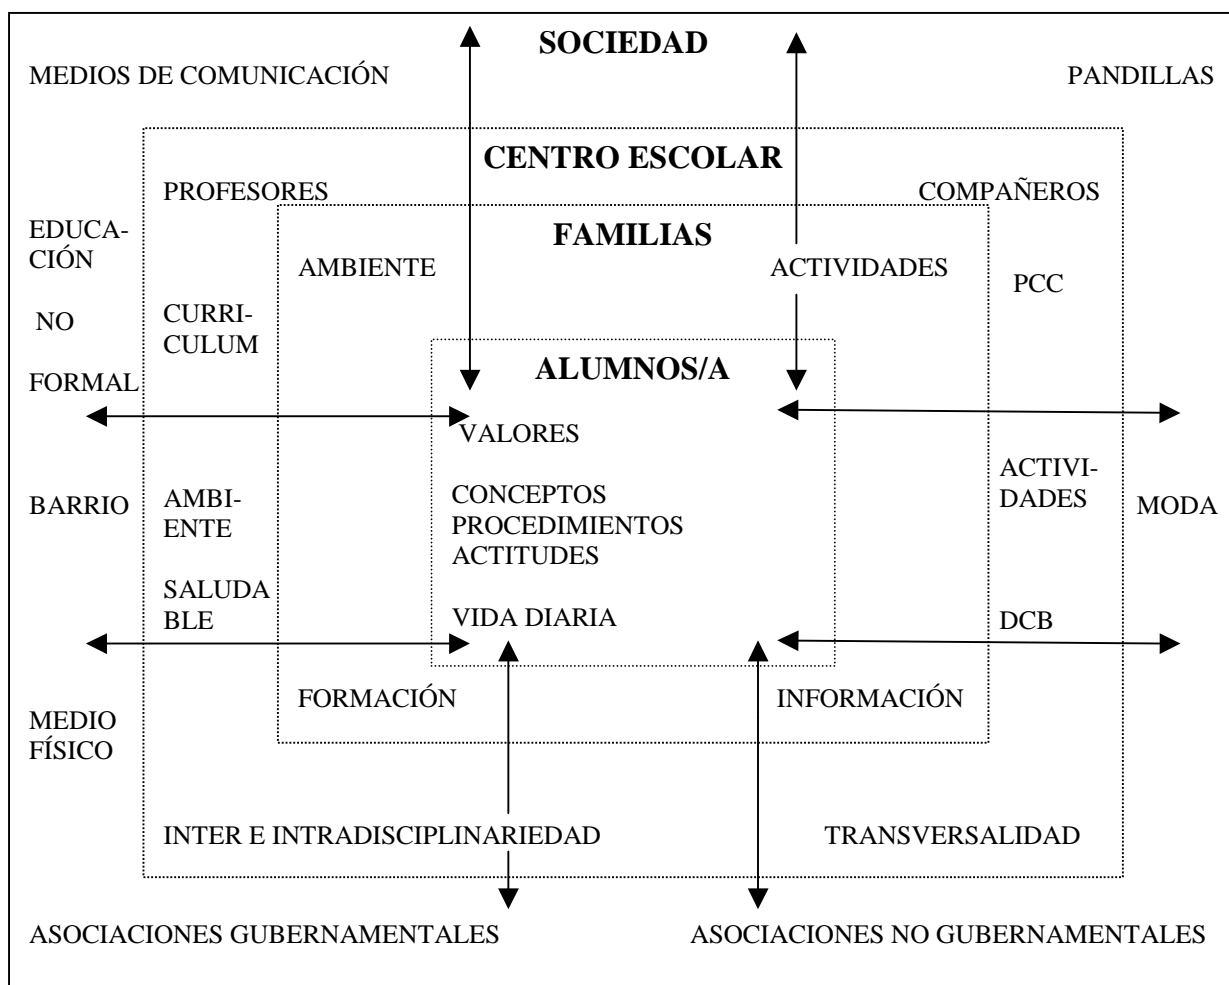 SOCIEDAD
MEDIOS DE COMUNICACIÓN
PANDILLAS
CENTRO ESCOLAR
PROFESORES
COMPAÑEROS
EDUCA-
CIÓN
NO
FORMAL
FAMILIAS
AMBIENTE
ACTIVIDADES
PCC
CURRI-
CULUM
ALUMNOS/A
VALORES
CONCEPTOS
PROCEDIMIENTOS
ACTITUDES
VIDA DIARIA
BARRIO
AMBI-
ENTE
SALUDA
BLE
ACTIVI-
DADES
MODA
DCB
FORMACIÓN
INFORMACIÓN
MEDIO
FÍSICO
INTER E INTRADISCIPLINARIEDAD
TRANSVERSALIDAD
ASOCIACIONES GUBERNAMENTALES
ASOCIACIONES NO GUBERNAMENTALES